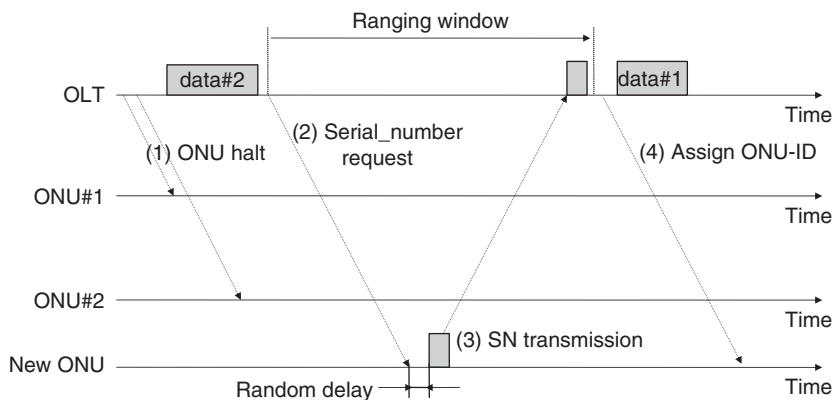 Ranging window
data#2
data#1
OLT
Time
(1) ONU halt
(2) Serial_number
request
(4) Assign ONU-ID
ONU#1
Time
ONU#2
Time
(3) SN transmission
New ONU
Time
Random delay